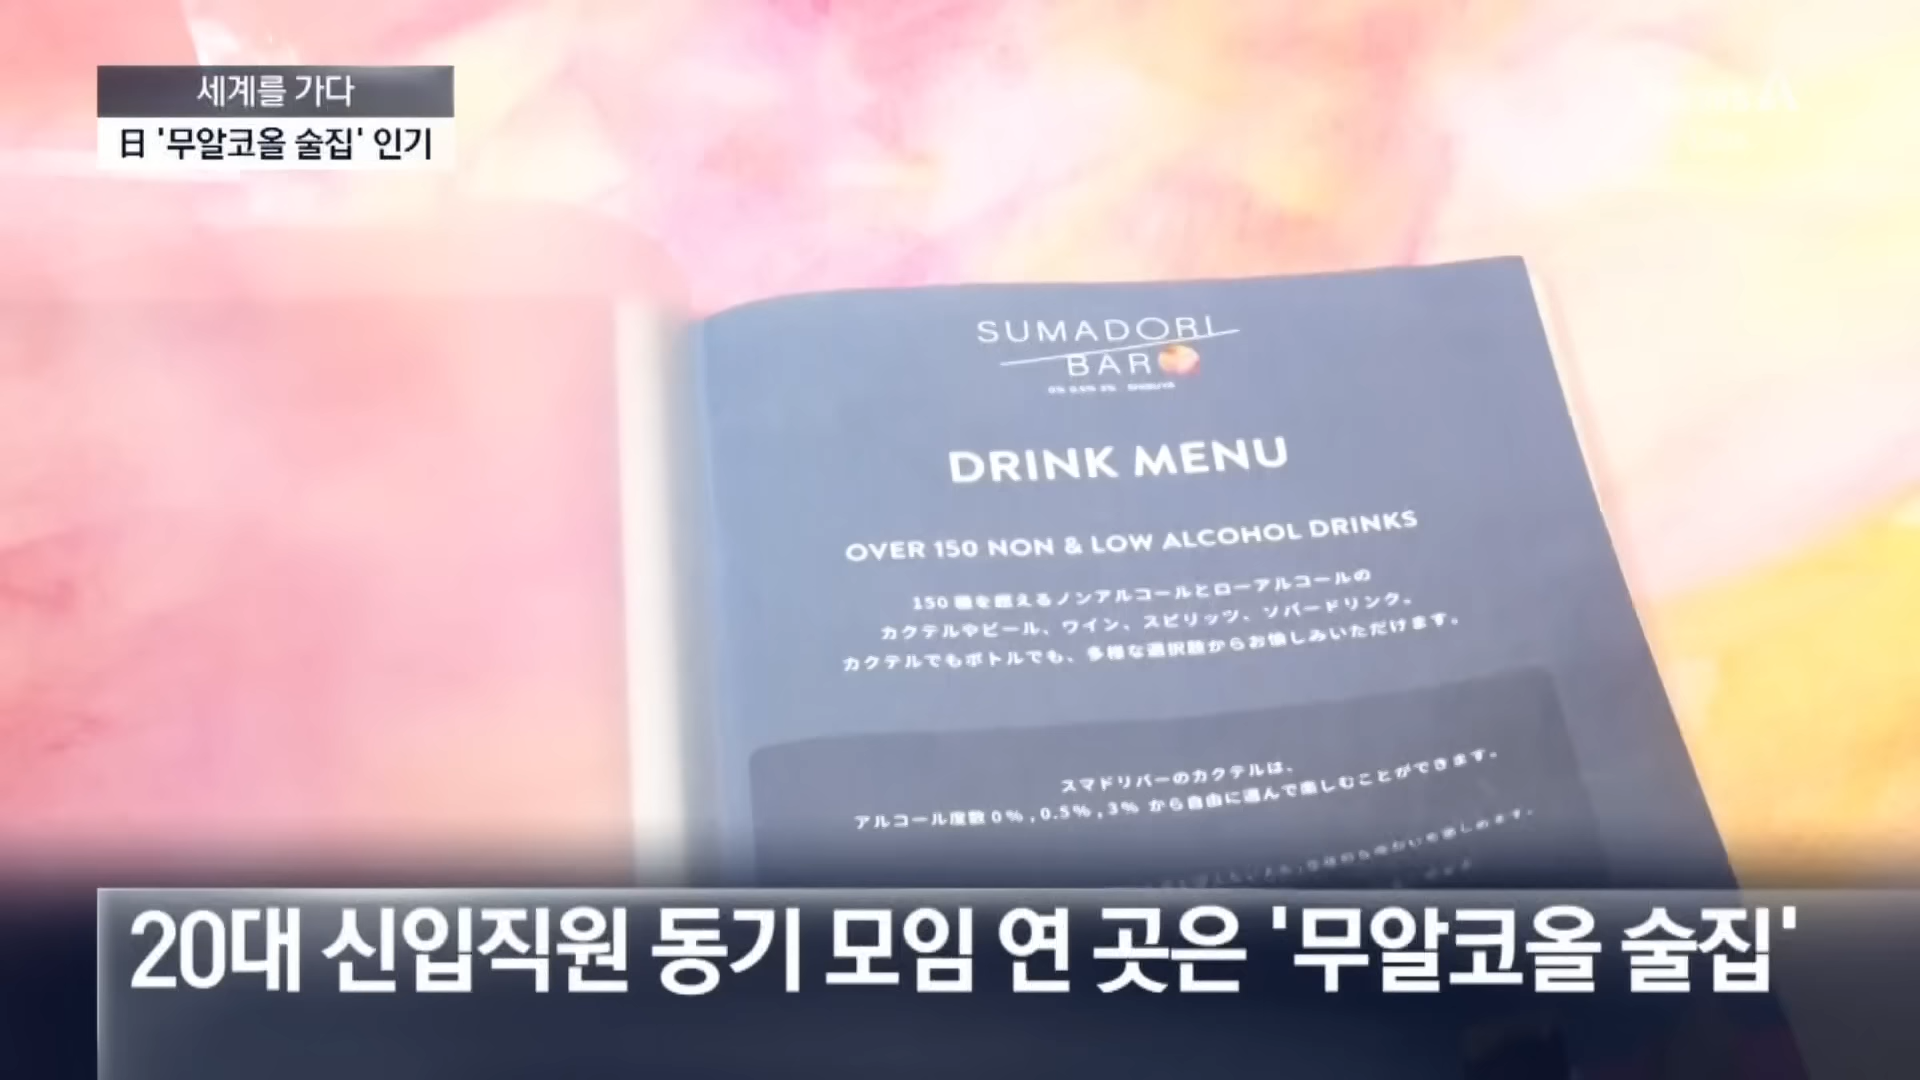 세계를 가다
日 '무알코올 술집' 인기
SUMADORI
BAR
0% 0.5% 3% SHIBUYA
DRINK MENU
OVER 150 NON & LOW ALCOHOL DRINKS
150 種を超えるノンアルコールとローアルコールの
カクテルやビール、ワイン、スピリッツ、ソバードリンク。
カクテルでもボトルでも、多様な選択肢からお愉しみいただけます。
スマドリバーのカクテルは、
アルコール度数0%,0.5%,3% から自由に選んで楽しむことができます。
20대 신입직원 동기 모임 연 곳은 '무알코올 술집'